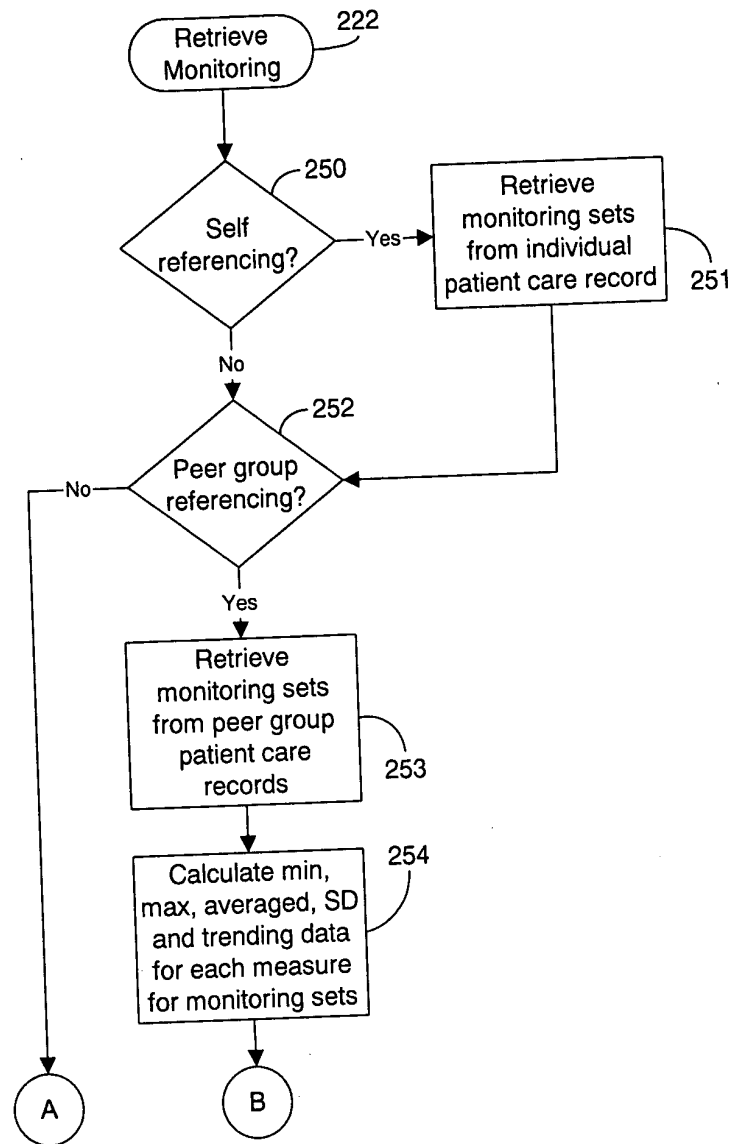 Retrieve
Monitoring
222
250
Self
referencing?
Yes
Retrieve
monitoring sets
from individual
patient care record
251
No
252
Peer group
referencing?
No
Yes
Retrieve
monitoring sets
from peer group
patient care
records
253
254
Calculate min,
max, averaged, SD
and trending data
for each measure
for monitoring sets
A
B